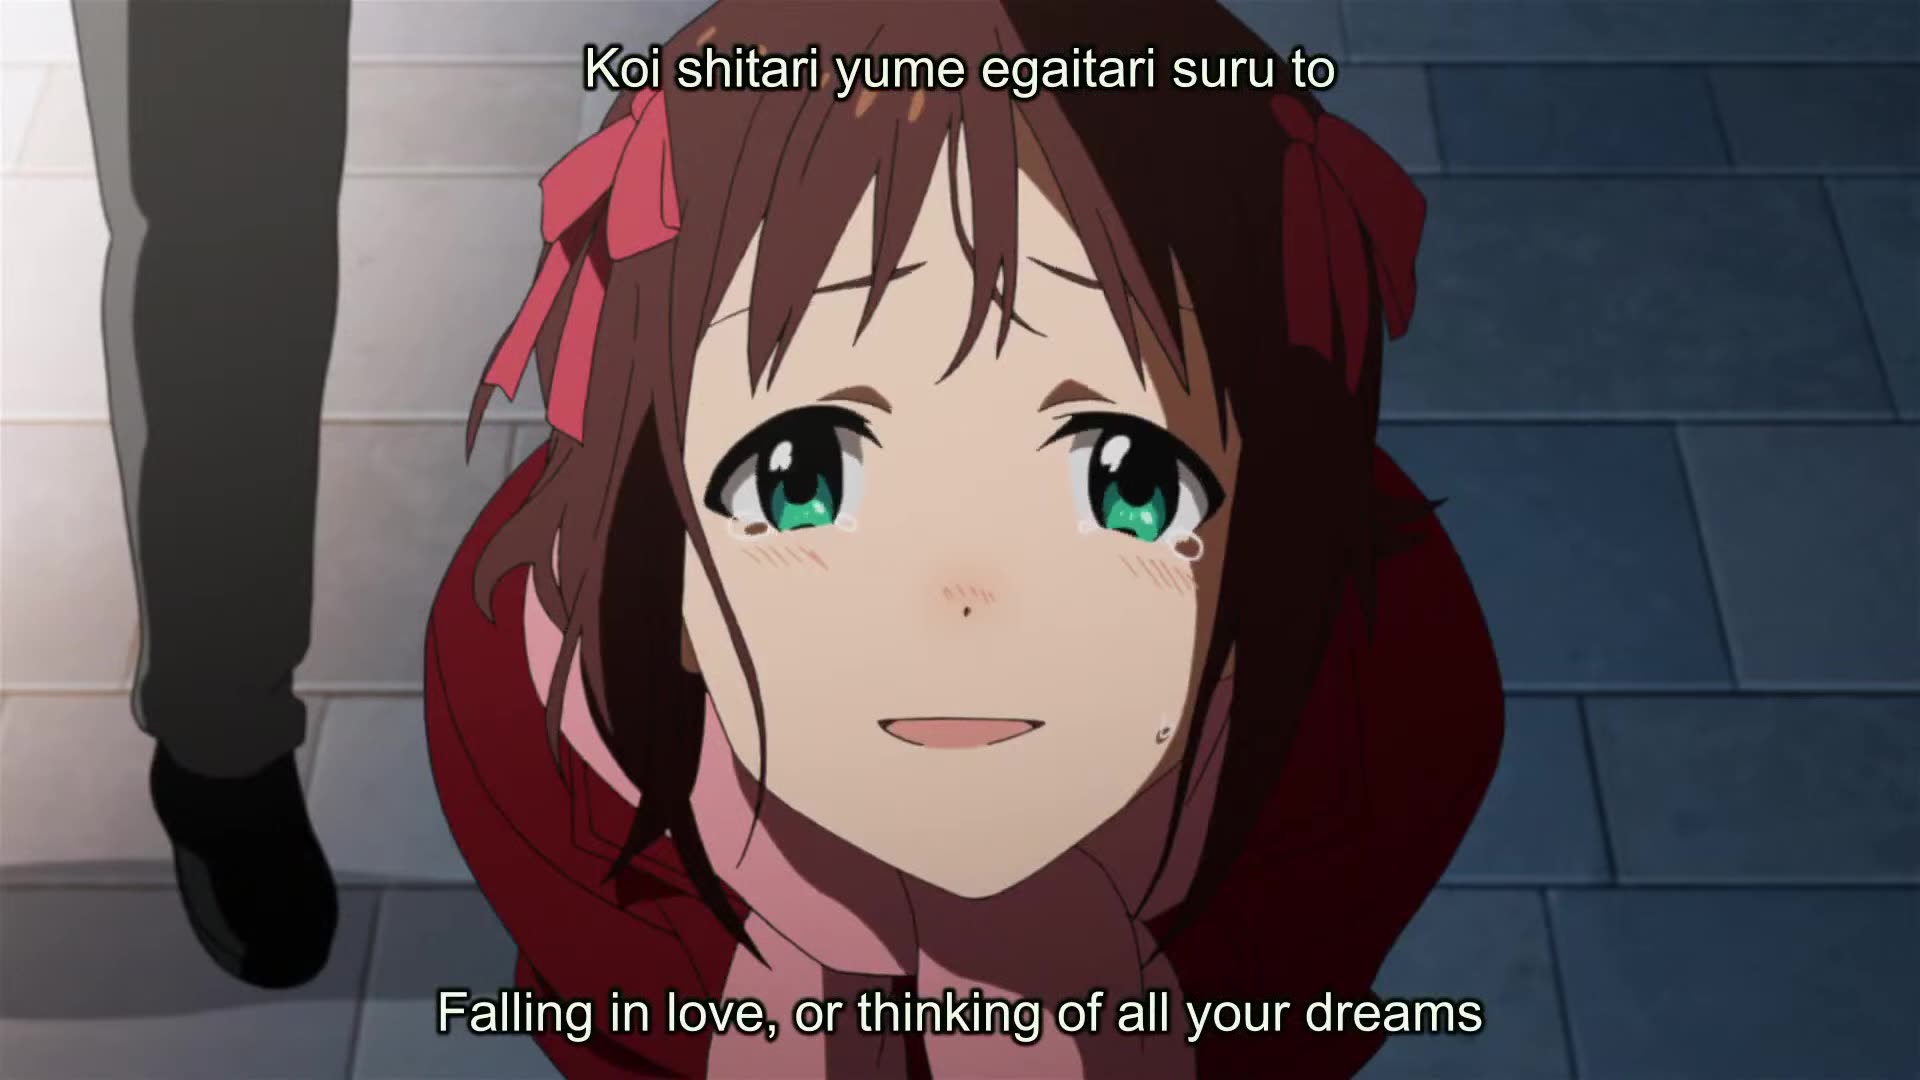 Koi shitari yume egaitari suru to
Falling in love, or thinking of all your dreams